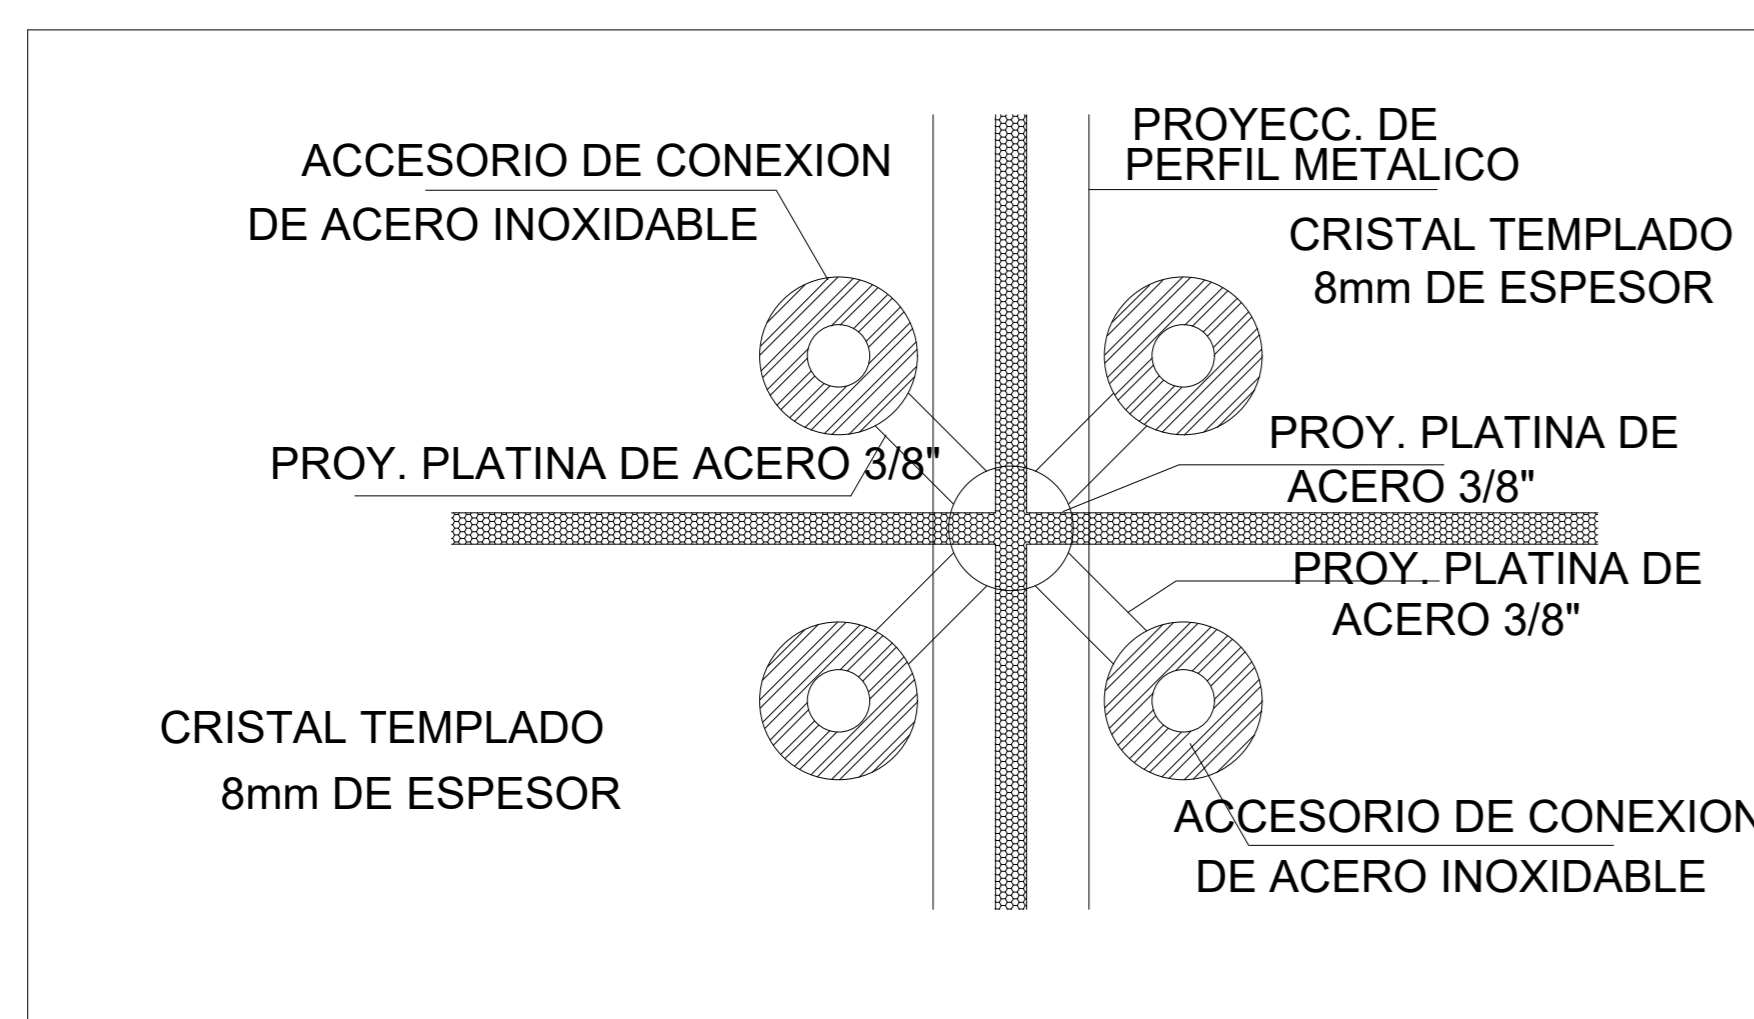 ACCESORIO DE CONEXION
DE ACERO INOXIDABLE
PROYECC. DE
PERFIL METALICO
CRISTAL TEMPLADO
8mm DE ESPESOR
PROY. PLATINA DE ACERO 3/8"
PROY. PLATINA DE
ACERO 3/8"
PROY. PLATINA DE
ACERO 3/8"
CRISTAL TEMPLADO
8mm DE ESPESOR
ACCESORIO DE CONEXION
DE ACERO INOXIDABLE